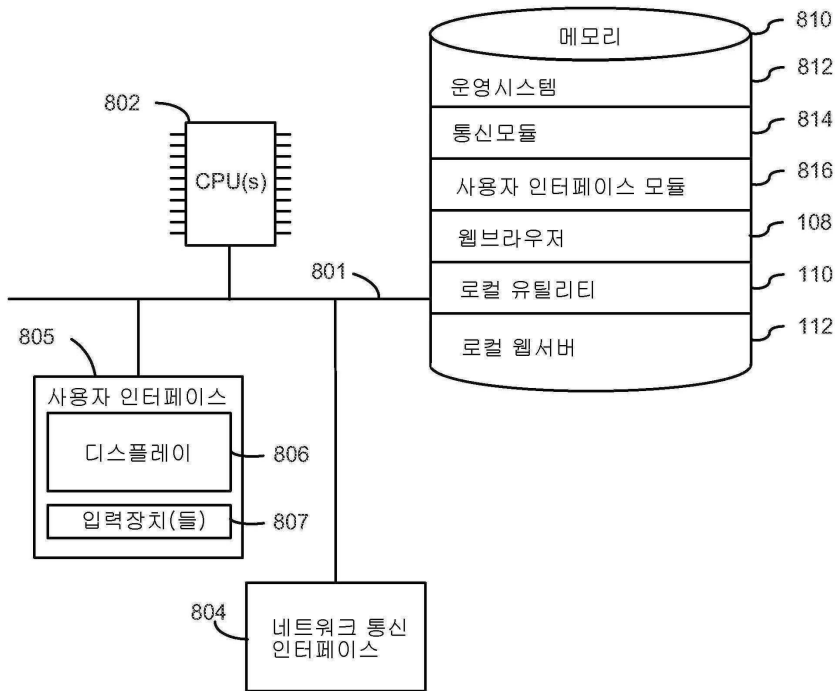 메모리
810
운영시스템
812
통신모듈
814
사용자 인터페이스 모듈
816
웹브라우저
108
로컬 유틸리티
110
로컬 웹서버
112
802
CPU(s)
801
805
사용자 인터페이스
디스플레이
806
입력장치(들)
807
804
네트워크 통신
인터페이스